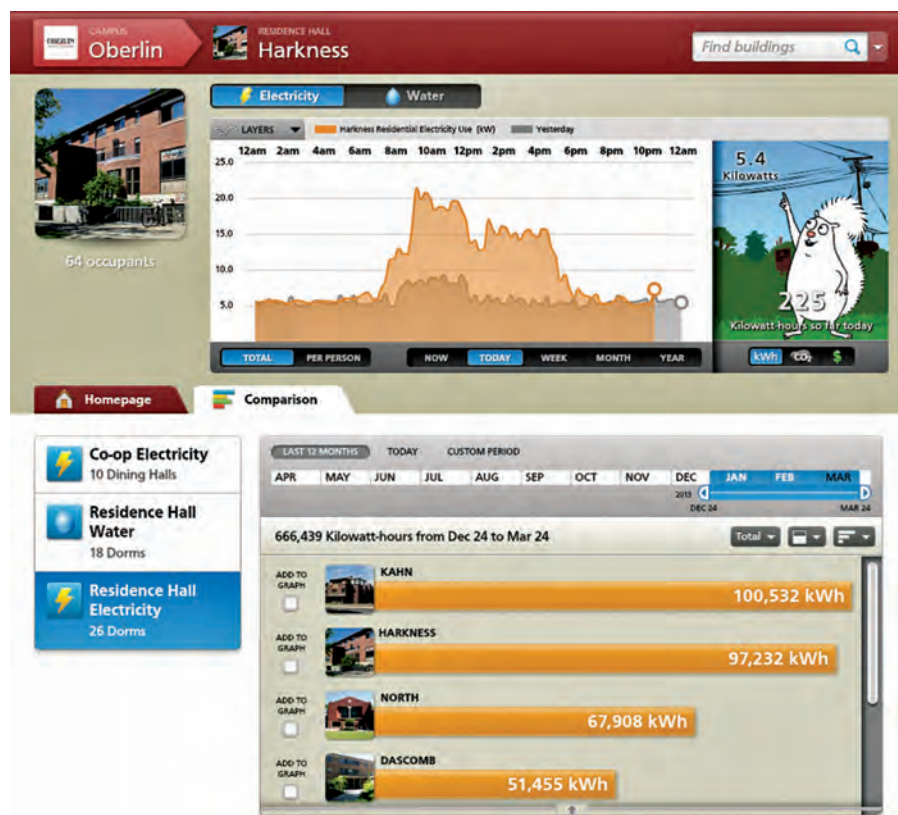 OBERLIN
CAMPUS
Oberlin
RESIDENCE HALL
Harkness
Find buildings
Electricity
Water
LAYERS
Harkness Residential Electricity Use (kW)
Yesterday
12am 2am 4am 6am 8am 10am 12pm 2pm 4pm 6pm 8pm 10pm 12am
25.0
20.0
15.0
10.0
5.0
64 occupants
5.4
Kilowatts
225
Kilowatt-hours so far today
TOTAL PER PERSON NOW TODAY WEEK MONTH YEAR
kWh CO₂ $
Homepage
Comparison
Co-op Electricity
10 Dining Halls
Residence Hall
Water
18 Dorms
Residence Hall
Electricity
26 Dorms
LAST 12 MONTHS TODAY CUSTOM PERIOD
APR MAY JUN JUL AUG SEP OCT NOV DEC JAN FEB MAR
2013
DEC 24 MAR 24
666,439 Kilowatt-hours from Dec 24 to Mar 24
Total
ADD TO
GRAPH
KAHN
100,532 kWh
ADD TO
GRAPH
HARKNESS
97,232 kWh
ADD TO
GRAPH
NORTH
67,908 kWh
ADD TO
GRAPH
DASCOMB
51,455 kWh